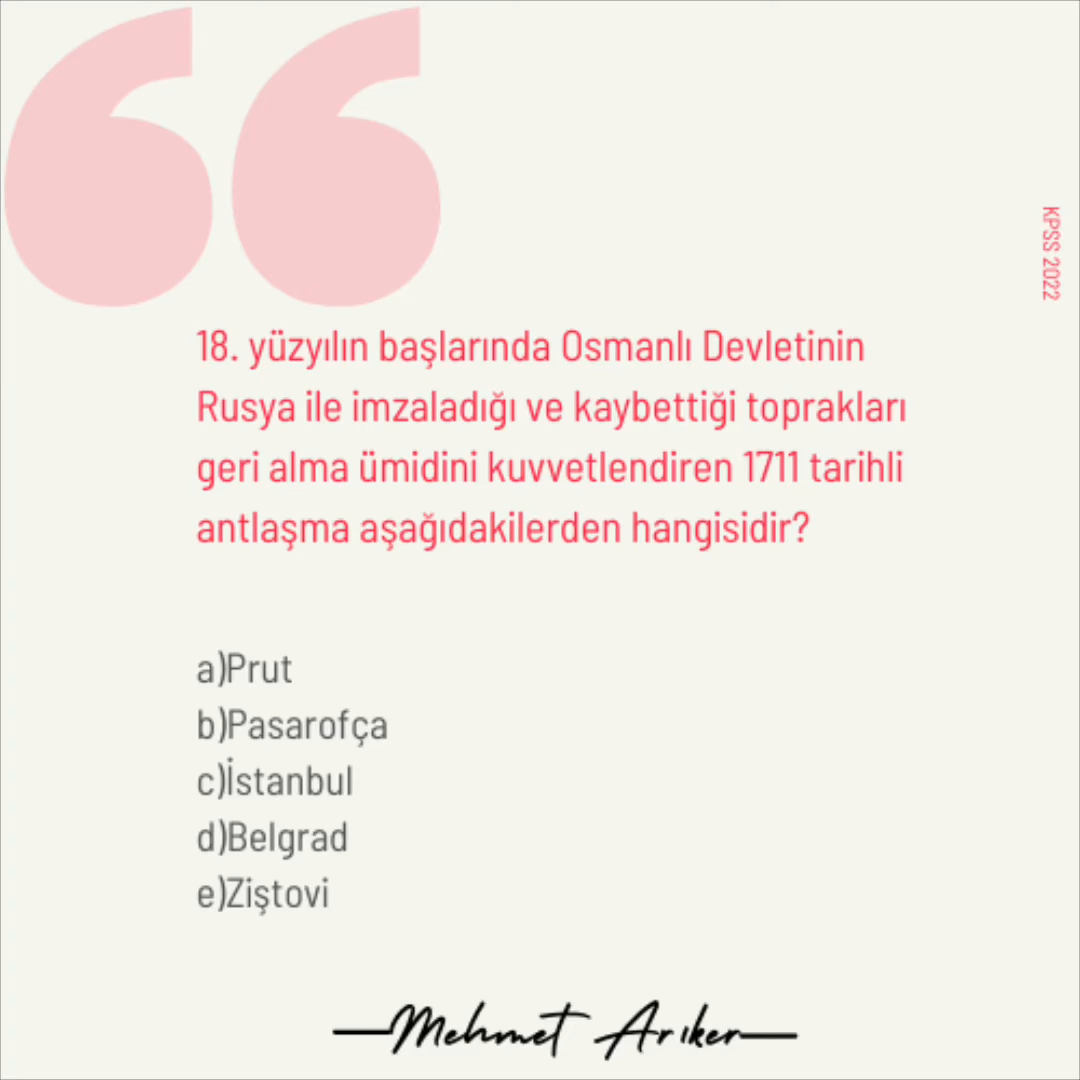 KPSS 2022
18. yüzyılın başlarında Osmanlı Devletinin
Rusya ile imzaladığı ve kaybettiği toprakları
geri alma ümidini kuvvetlendiren 1711 tarihli
antlaşma aşağıdakilerden hangisidir?
a)Prut
b)Pasarofça
c)İstanbul
d)Belgrad
e)Ziştovi
Mehmet Arıker